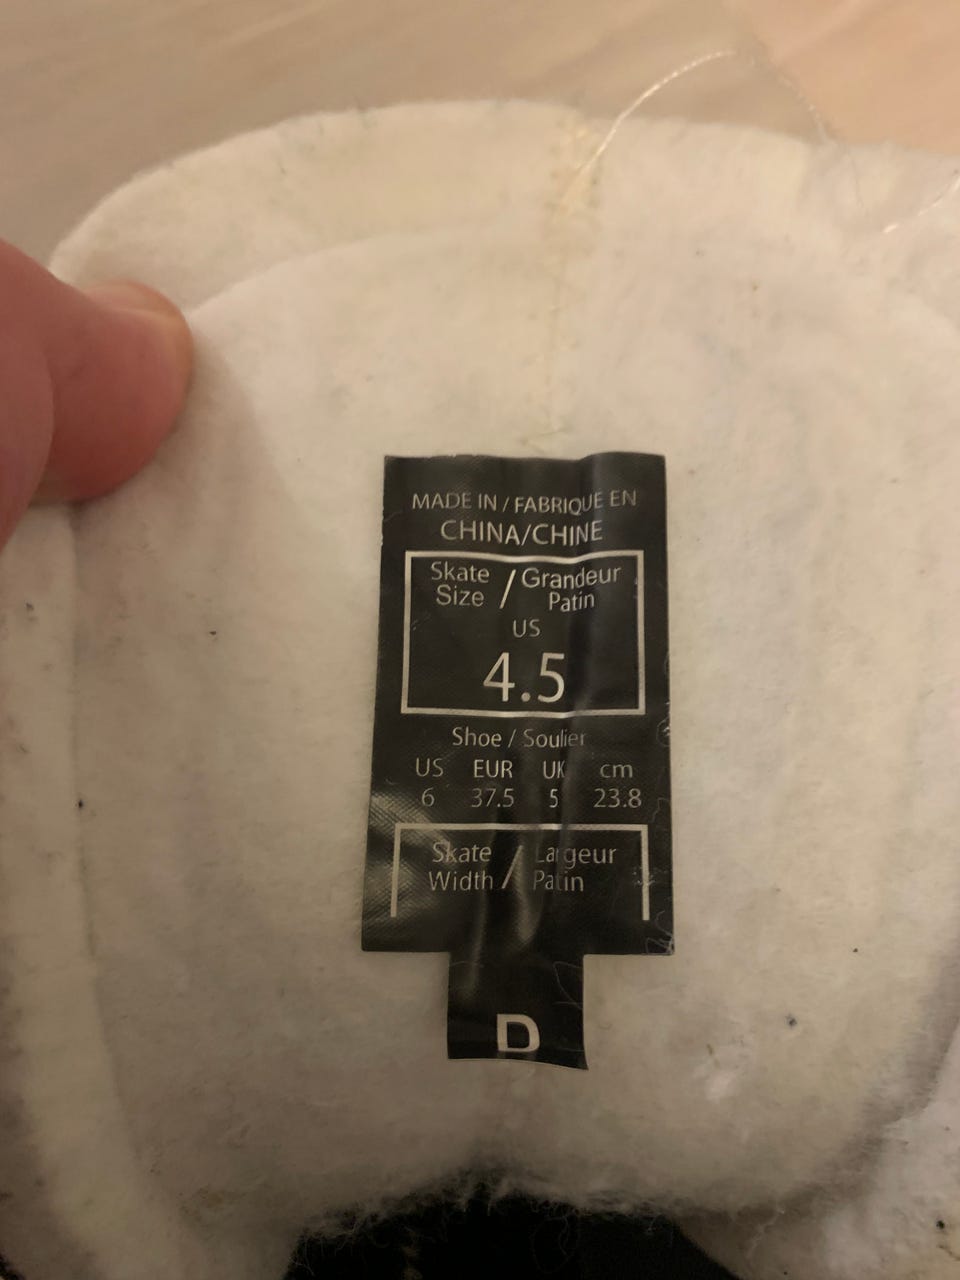 MADE IN / FABRIQUE EN
CHINA/CHINE
Skate Size / Grandeur Patin
US
4.5
Shoe / Soulier
US EUR UK cm
6 37.5 5 23.8
Skate Width / Largeur Patin
D